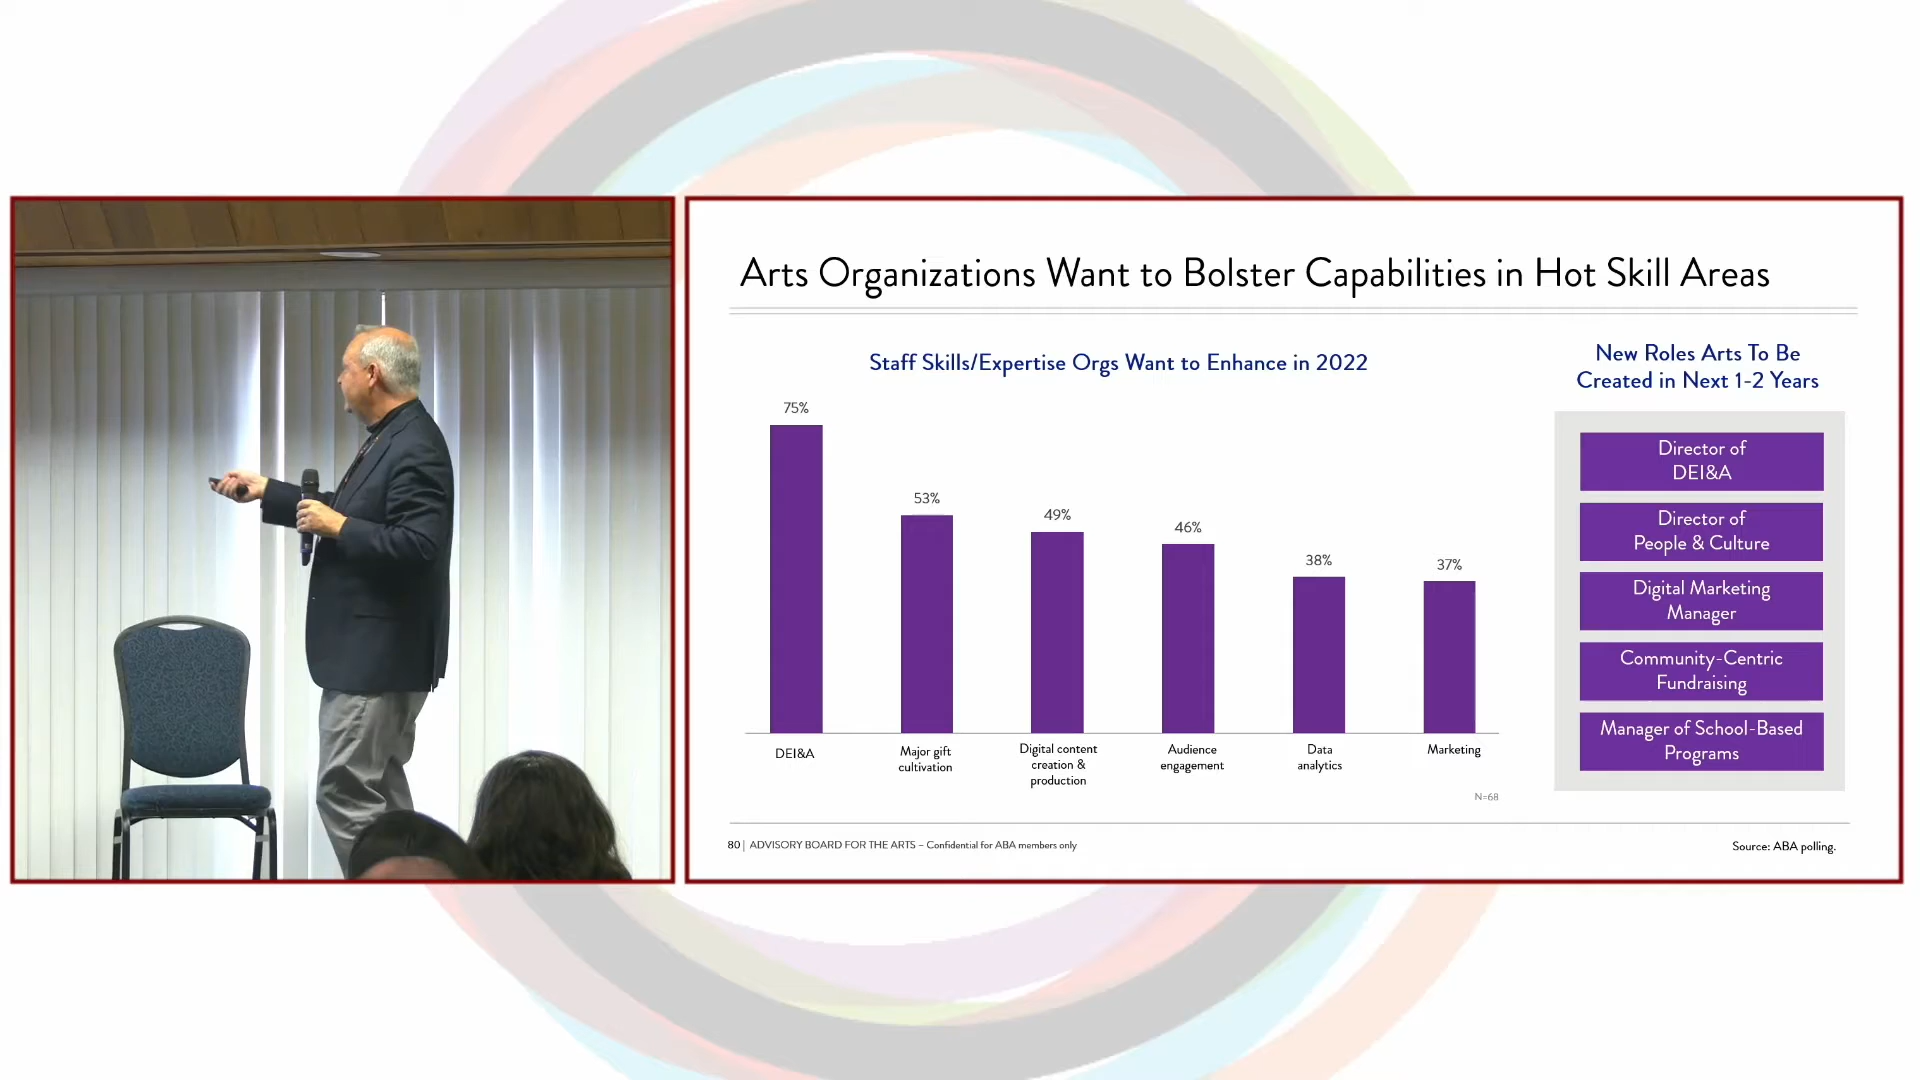 Arts Organizations Want to Bolster Capabilities in Hot Skill Areas
Staff Skills/Expertise Orgs Want to Enhance in 2022
75%
53%
49%
46%
38%
37%
DEI&A
Major gift
cultivation
Digital content
creation &
production
Audience
engagement
Data
analytics
Marketing
N=68
New Roles Arts To Be
Created in Next 1-2 Years
Director of
DEI&A
Director of
People & Culture
Digital Marketing
Manager
Community-Centric
Fundraising
Manager of School-Based
Programs
80| ADVISORY BOARD FOR THE ARTS – Confidential for ABA members only
Source: ABA polling.